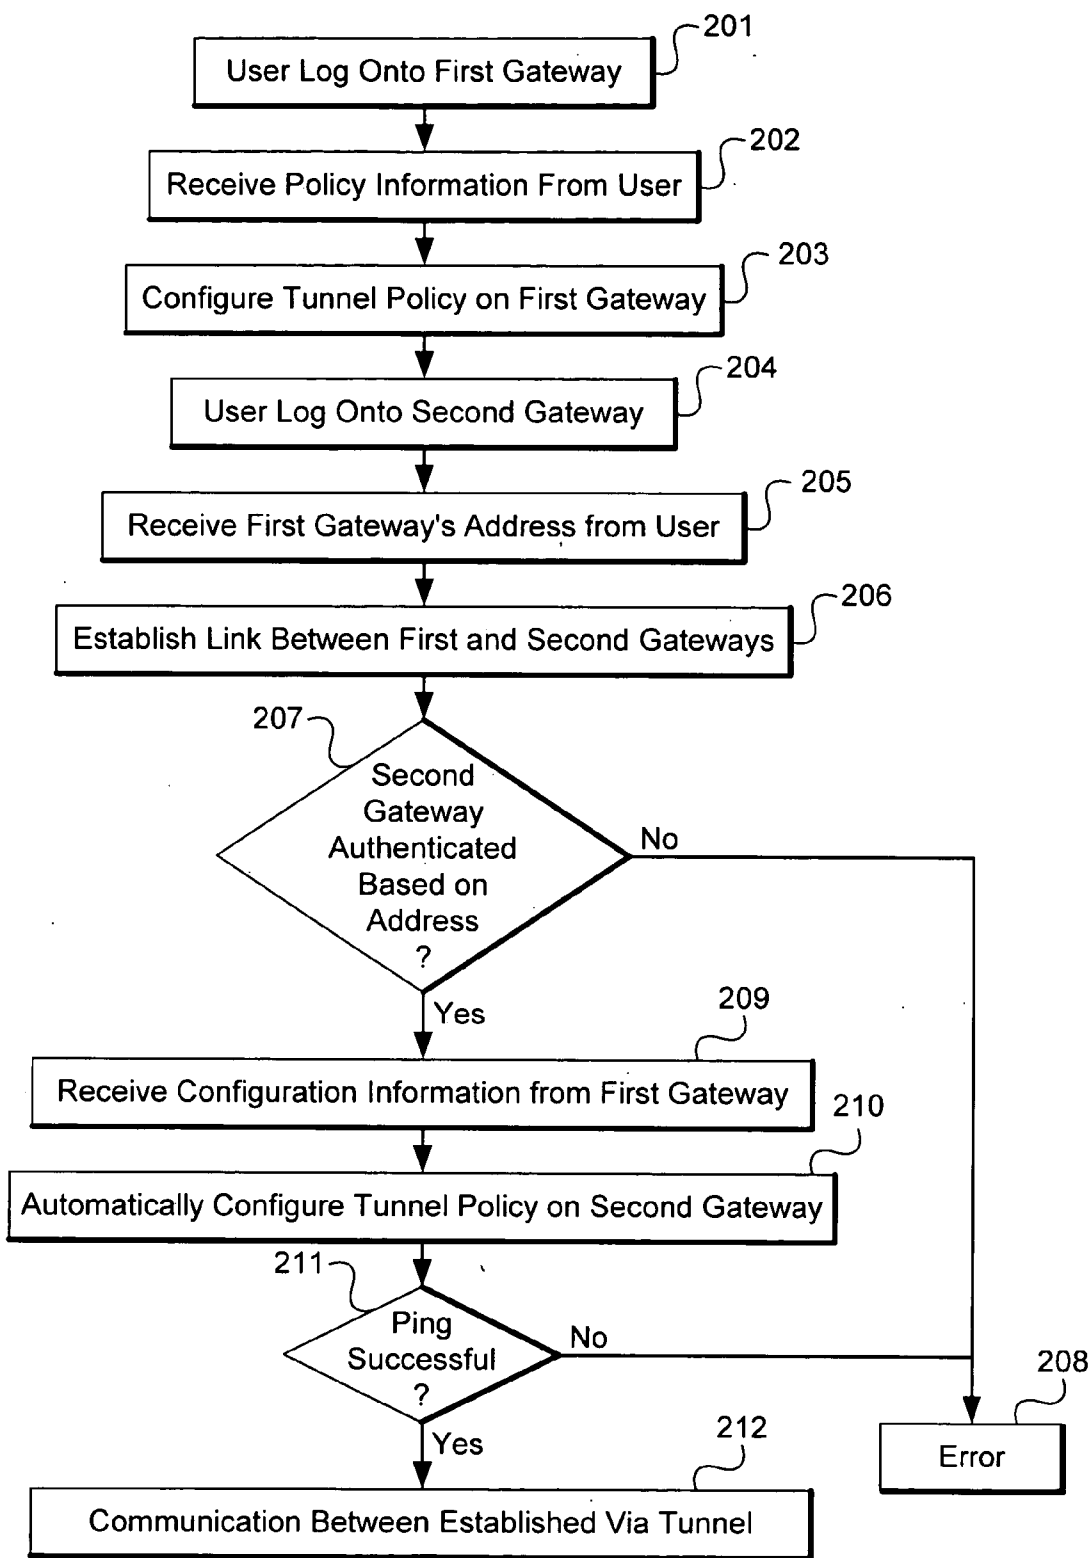 201
User Log Onto First Gateway
202
Receive Policy Information From User
203
Configure Tunnel Policy on First Gateway
204
User Log Onto Second Gateway
205
Receive First Gateway's Address from User
206
Establish Link Between First and Second Gateways
207
Second
Gateway
Authenticated
Based on
Address
?
No
Yes
209
Receive Configuration Information from First Gateway
210
Automatically Configure Tunnel Policy on Second Gateway
211
Ping
Successful
?
No
Yes
208
Error
212
Communication Between Established Via Tunnel